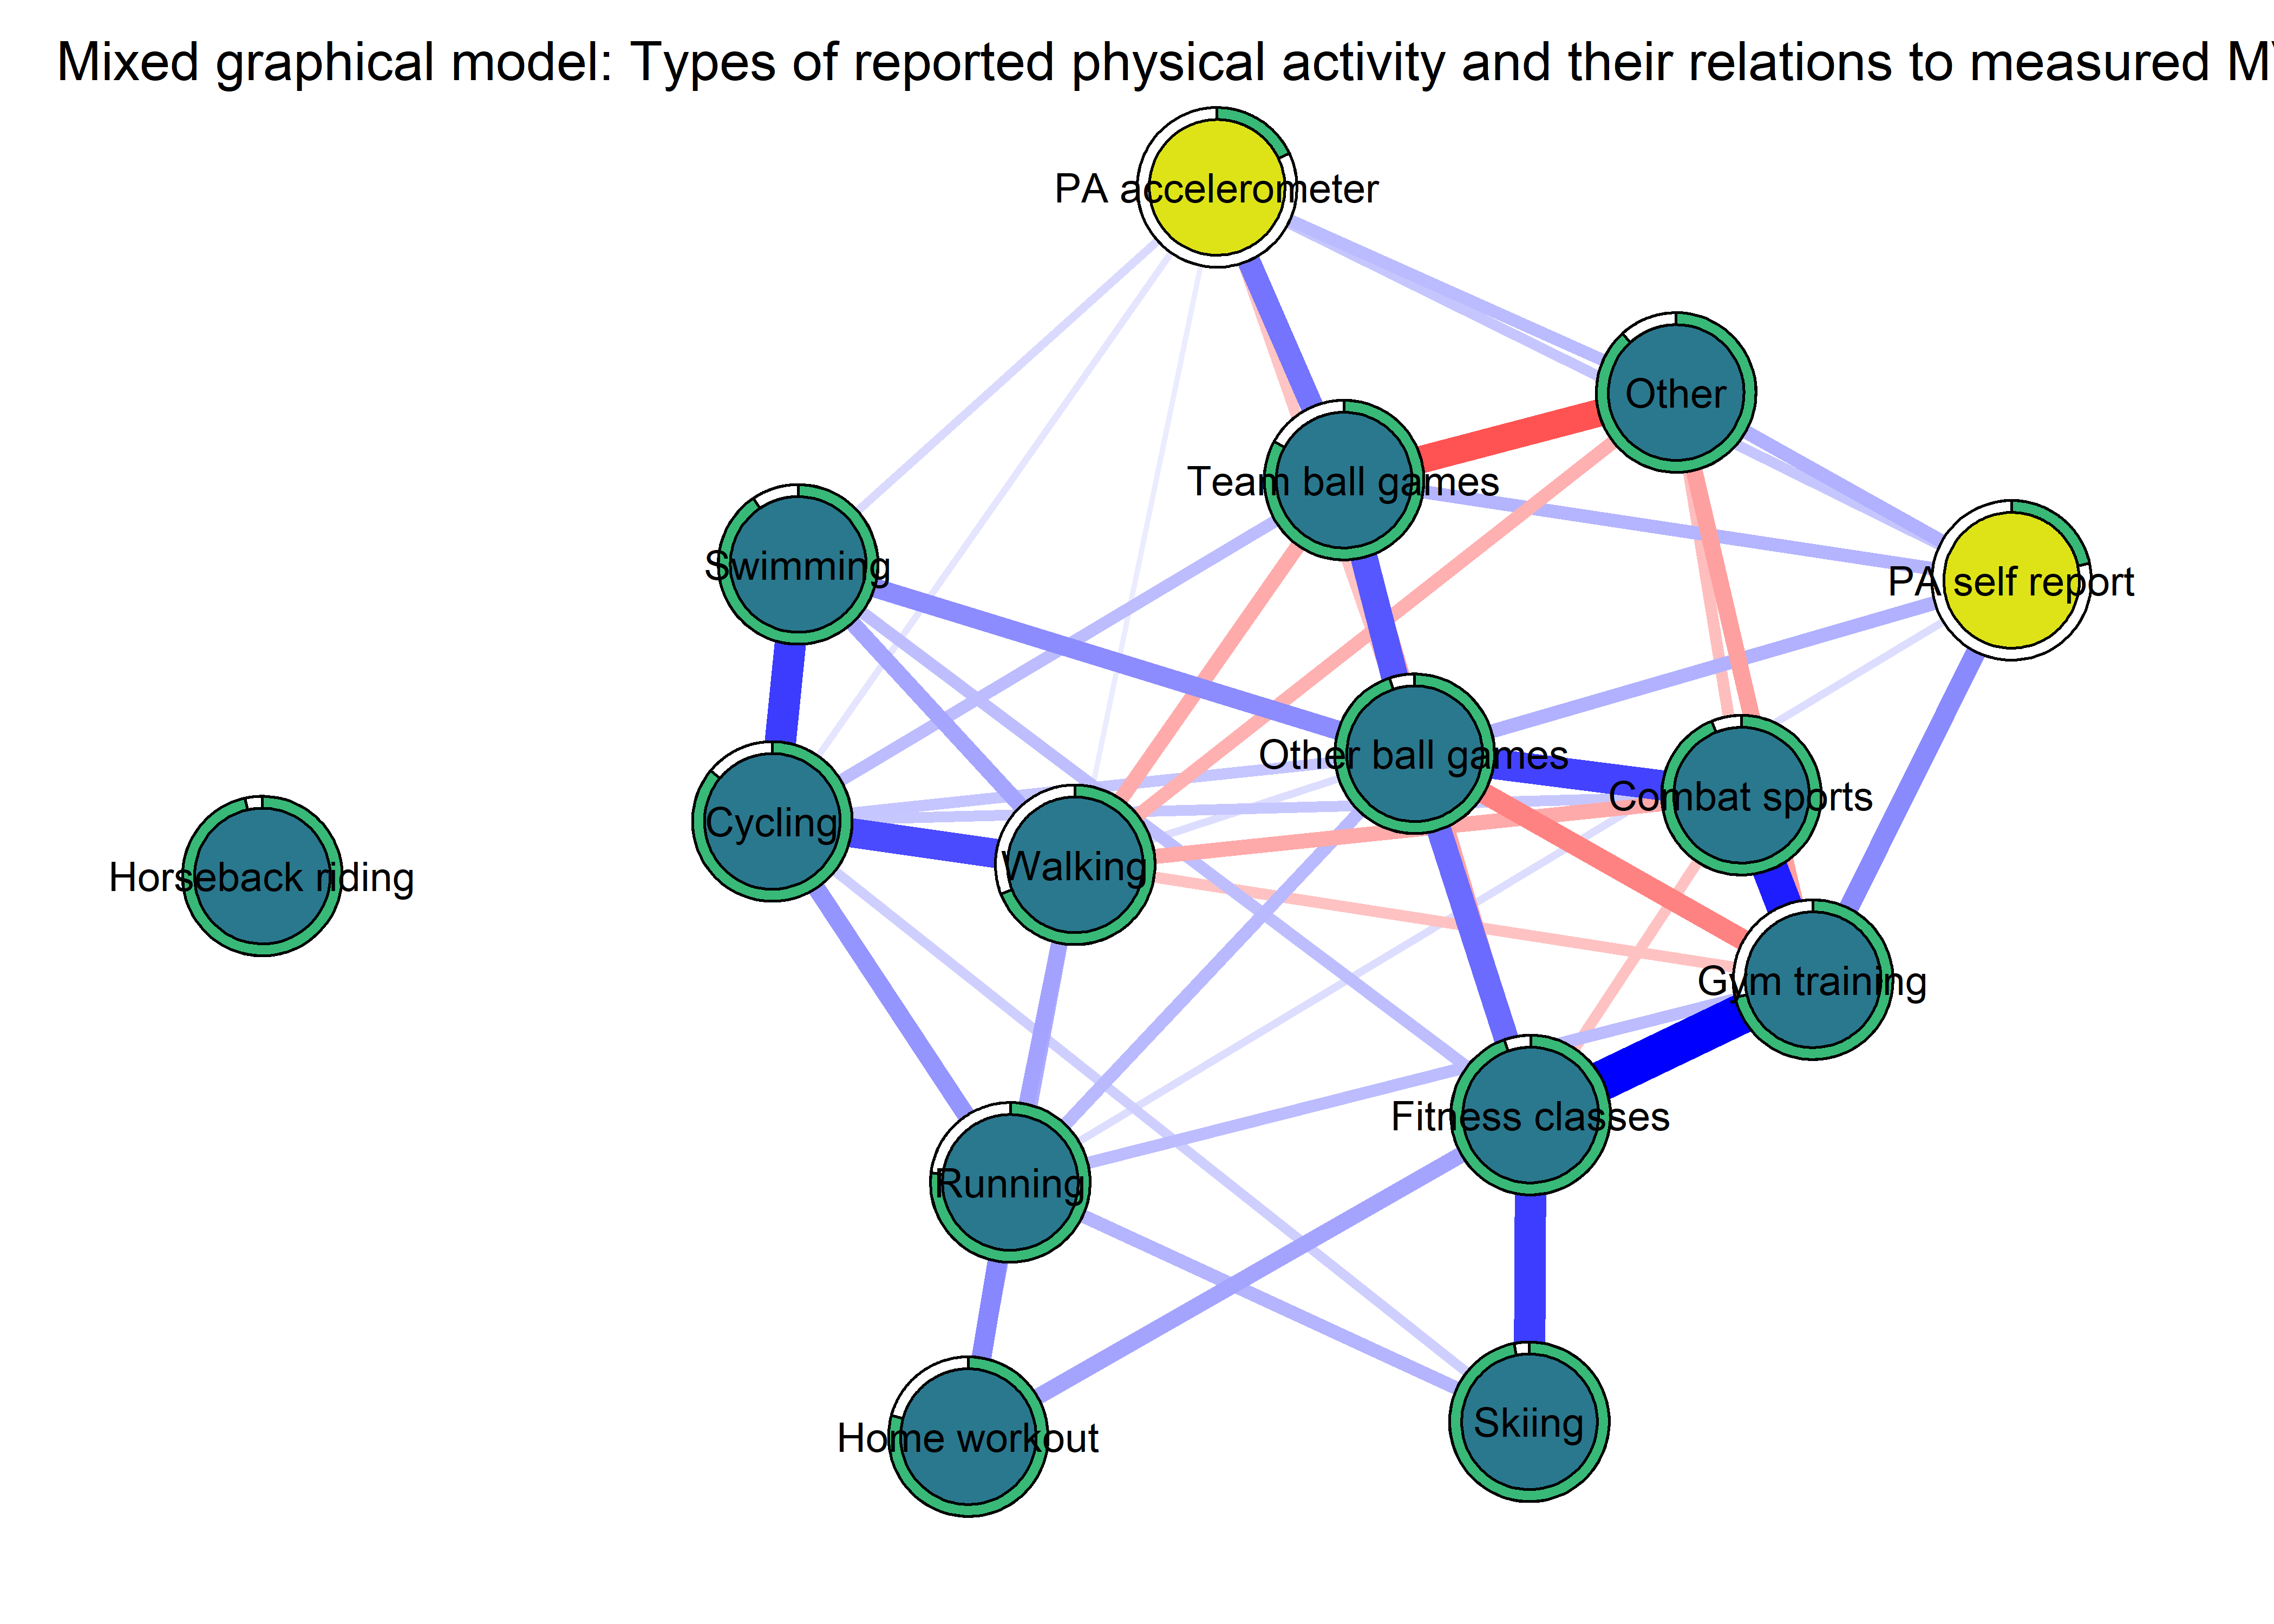 Mixed graphical model: Types of reported physical activity and their relations to measured M
PA accelerometer
Other
Team ball games
Swimming
PA self report
Other ball games
Combat sports
Cycling
Walking
Horseback riding
Gym training
Fitness classes
Running
Home workout
Skiing